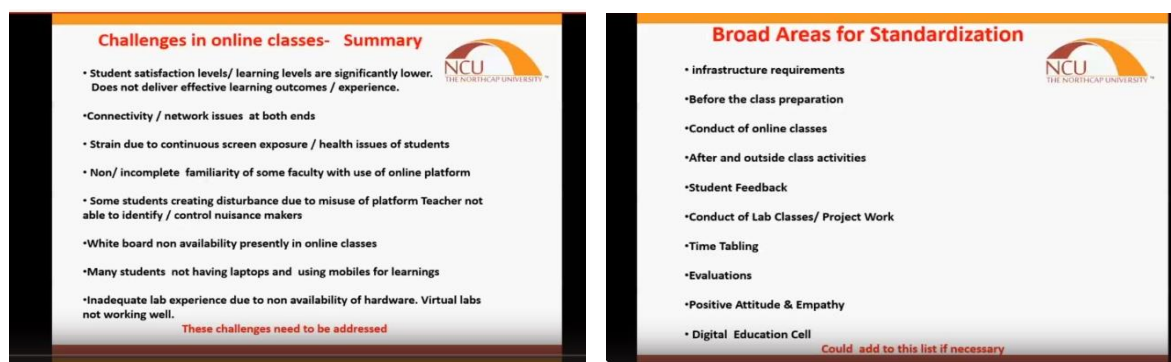 Challenges in online classes- Summary
NCU
THE NORTHCAP UNIVERSITY
• Student satisfaction levels/ learning levels are significantly lower.
Does not deliver effective learning outcomes / experience.
•Connectivity / network issues at both ends
• Strain due to continuous screen exposure / health issues of students
• Non/ incomplete familiarity of some faculty with use of online platform
• Some students creating disturbance due to misuse of platform Teacher not
able to identify / control nuisance makers
•White board non availability presently in online classes
•Many students not having laptops and using mobiles for learnings
•Inadequate lab experience due to non availability of hardware. Virtual labs
not working well.
These challenges need to be addressed
Broad Areas for Standardization
NCU
THE NORTHCAP UNIVERSITY
• infrastructure requirements
•Before the class preparation
•Conduct of online classes
•After and outside class activities
•Student Feedback
•Conduct of Lab Classes/ Project Work
•Time Tabling
•Evaluations
•Positive Attitude & Empathy
• Digital Education Cell
Could add to this list if necessary